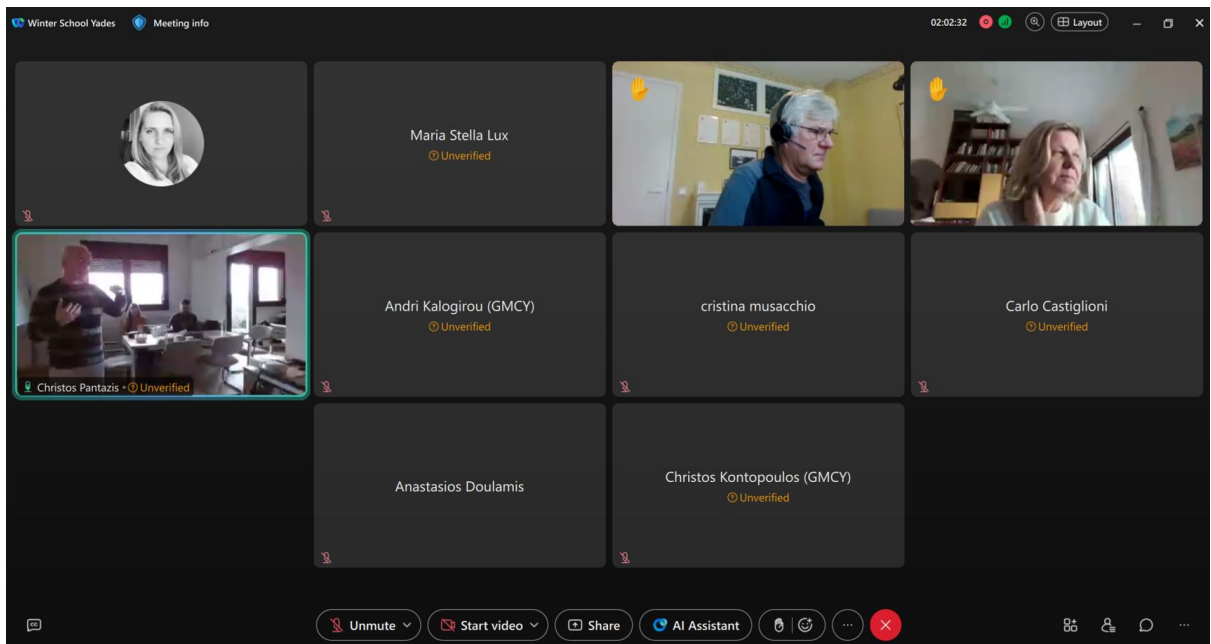 Winter School Yades
Meeting info
02:02:32
Layout
Maria Stella Lux
Unverified
Christos Pantazis • Unverified
Andri Kalogirou (GMCY)
Unverified
cristina musacchio
Unverified
Carlo Castiglioni
Unverified
Anastasios Doulamis
Christos Kontopoulos (GMCY)
Unverified
CC
Unmute
Start video
Share
AI Assistant